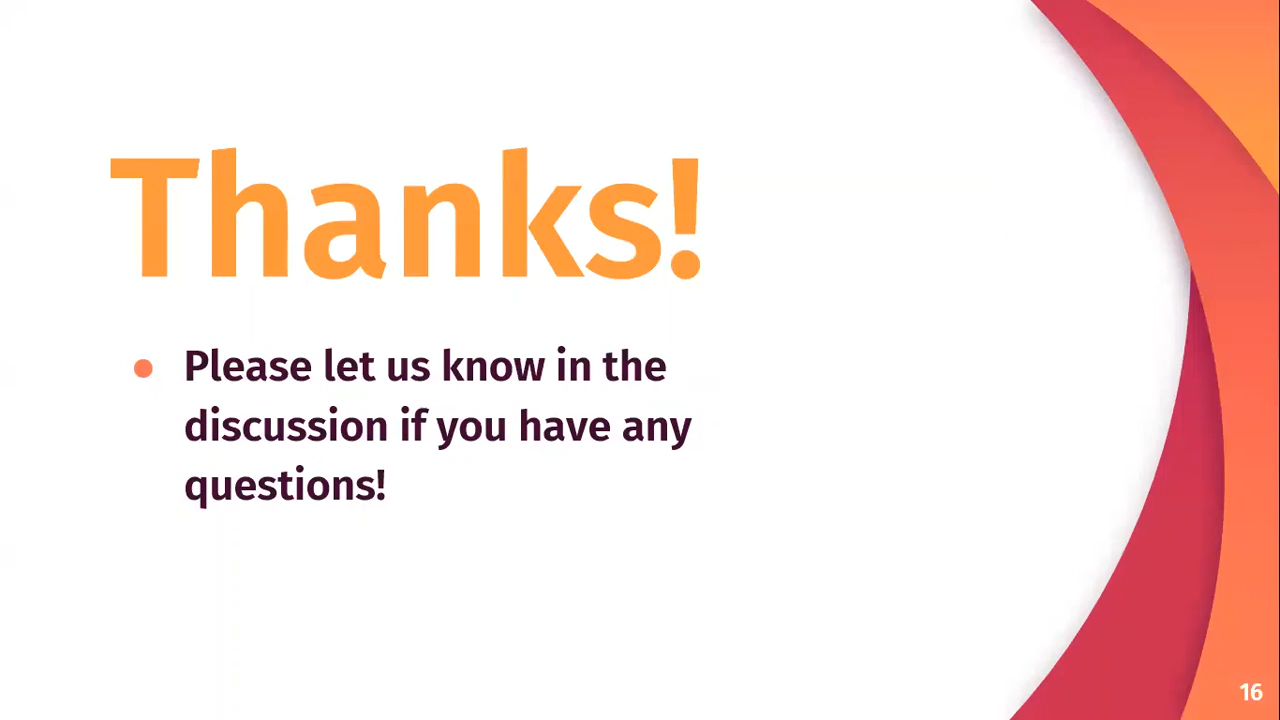 Thanks!
Please let us know in the
discussion if you have any
questions!
16